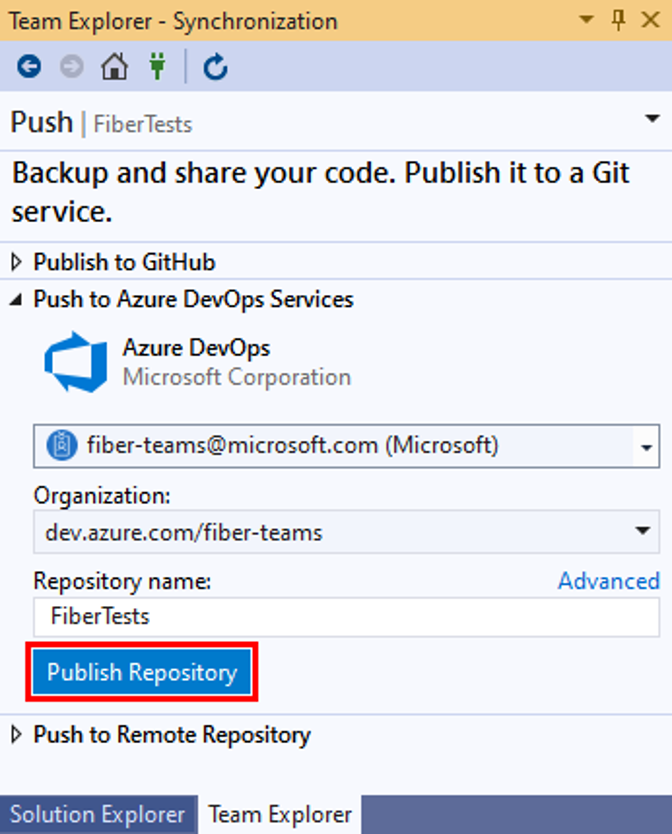 Team Explorer - Synchronization
Push | FiberTests
Backup and share your code. Publish it to a Git
service.
Publish to GitHub
Push to Azure DevOps Services
Azure DevOps
Microsoft Corporation
fiber-teams@microsoft.com (Microsoft)
Organization:
dev.azure.com/fiber-teams
Repository name: Advanced
FiberTests
Publish Repository
Push to Remote Repository
Solution Explorer Team Explorer